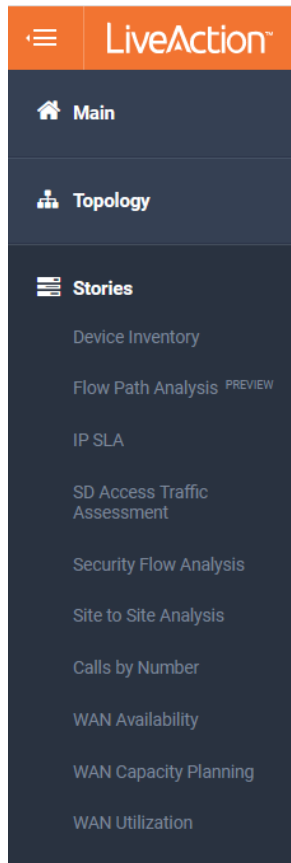 LiveAction™
Main
Topology
Stories
Device Inventory
Flow Path Analysis PREVIEW
IP SLA
SD Access Traffic
Assessment
Security Flow Analysis
Site to Site Analysis
Calls by Number
WAN Availability
WAN Capacity Planning
WAN Utilization